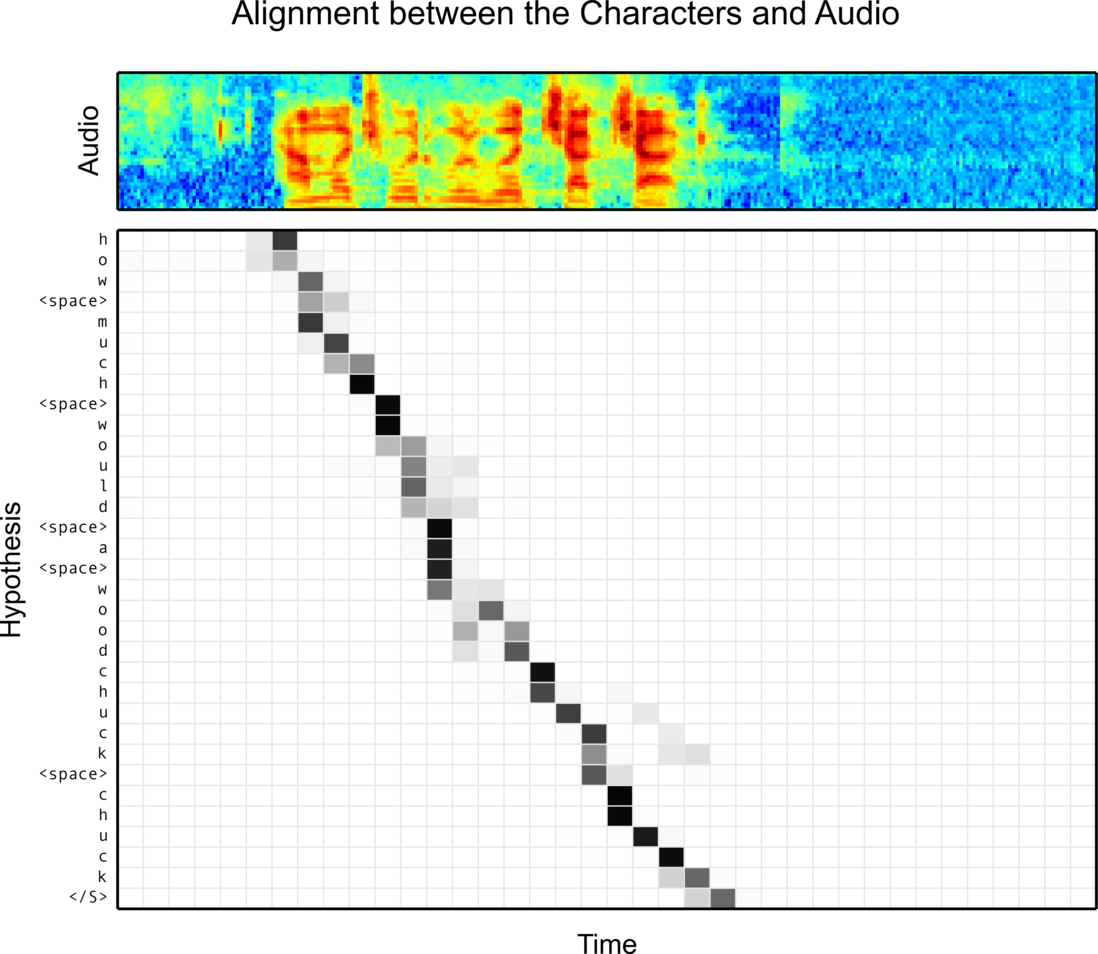 Alignment between the Characters and Audio
Audio
Hypothesis
h
o
w
<space>
m
u
c
h
<space>
w
o
u
l
d
<space>
a
<space>
w
o
o
d
c
h
u
c
k
<space>
c
h
u
c
k
</S>
Time